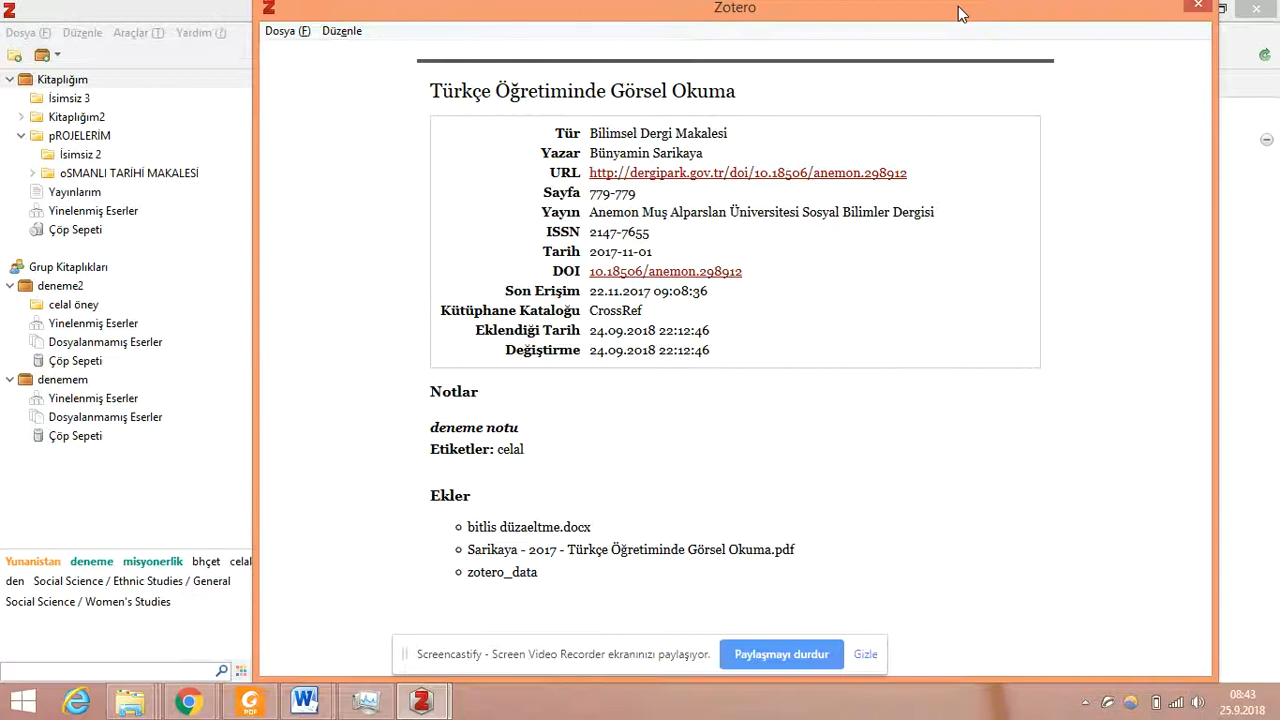 Zotero
Dosya (F) Düzenle Araçlar (T) Yardım (Y)
Dosya (F) Düzenle
Kitaplığım
İsimsiz 3
Kitaplığım2
pROJELERİM
İsimsiz 2
oSMANLI TARİHİ MAKALESİ
Yayınlarım
Yinelenmiş Eserler
Çöp Sepeti
Grup Kitaplıkları
deneme2
celal öney
Yinelenmiş Eserler
Dosyalanmamış Eserler
Çöp Sepeti
denemem
Yinelenmiş Eserler
Dosyalanmamış Eserler
Çöp Sepeti
Yunanistan deneme misyonerlik bhçet celal
den Social Science / Ethnic Studies / General
Social Science / Women's Studies
Türkçe Öğretiminde Görsel Okuma
Tür Bilimsel Dergi Makalesi
Yazar Bünyamin Sarikaya
URL http://dergipark.gov.tr/doi/10.18506/anemon.298912
Sayfa 779-779
Yayın Anemon Muş Alparslan Üniversitesi Sosyal Bilimler Dergisi
ISSN 2147-7655
Tarih 2017-11-01
DOI 10.18506/anemon.298912
Son Erişim 22.11.2017 09:08:36
Kütüphane Kataloğu CrossRef
Eklendiği Tarih 24.09.2018 22:12:46
Değiştirme 24.09.2018 22:12:46
Notlar
deneme notu
Etiketler: celal
Ekler
bitlis düzaeltme.docx
Sarikaya - 2017 - Türkçe Öğretiminde Görsel Okuma.pdf
zotero_data
Screencastify - Screen Video Recorder ekranınızı paylaşıyor. Paylaşmayı durdur Gizle
PDF
08:43
25.9.2018